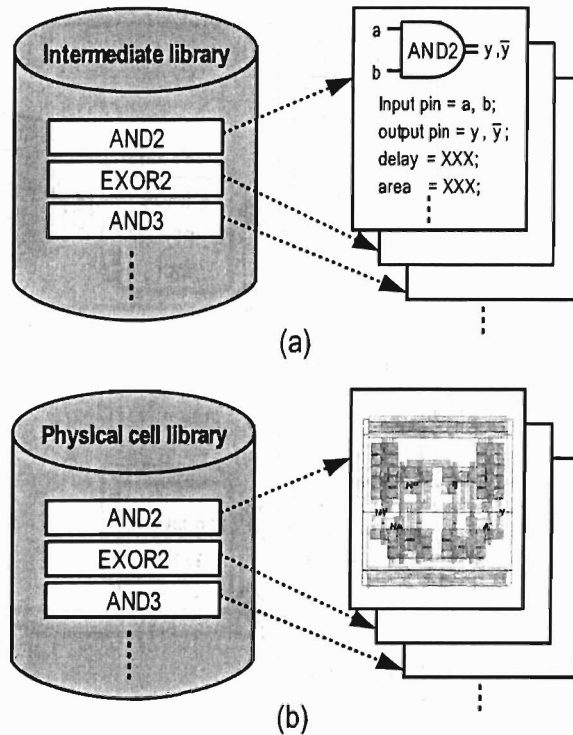 Intermediate library
AND2
EXOR2
AND3
a
b
AND2
y , y̅
Input pin = a, b;
output pin = y , y̅ ;
delay = XXX;
area = XXX;
(a)
Physical cell library
AND2
EXOR2
AND3
(b)